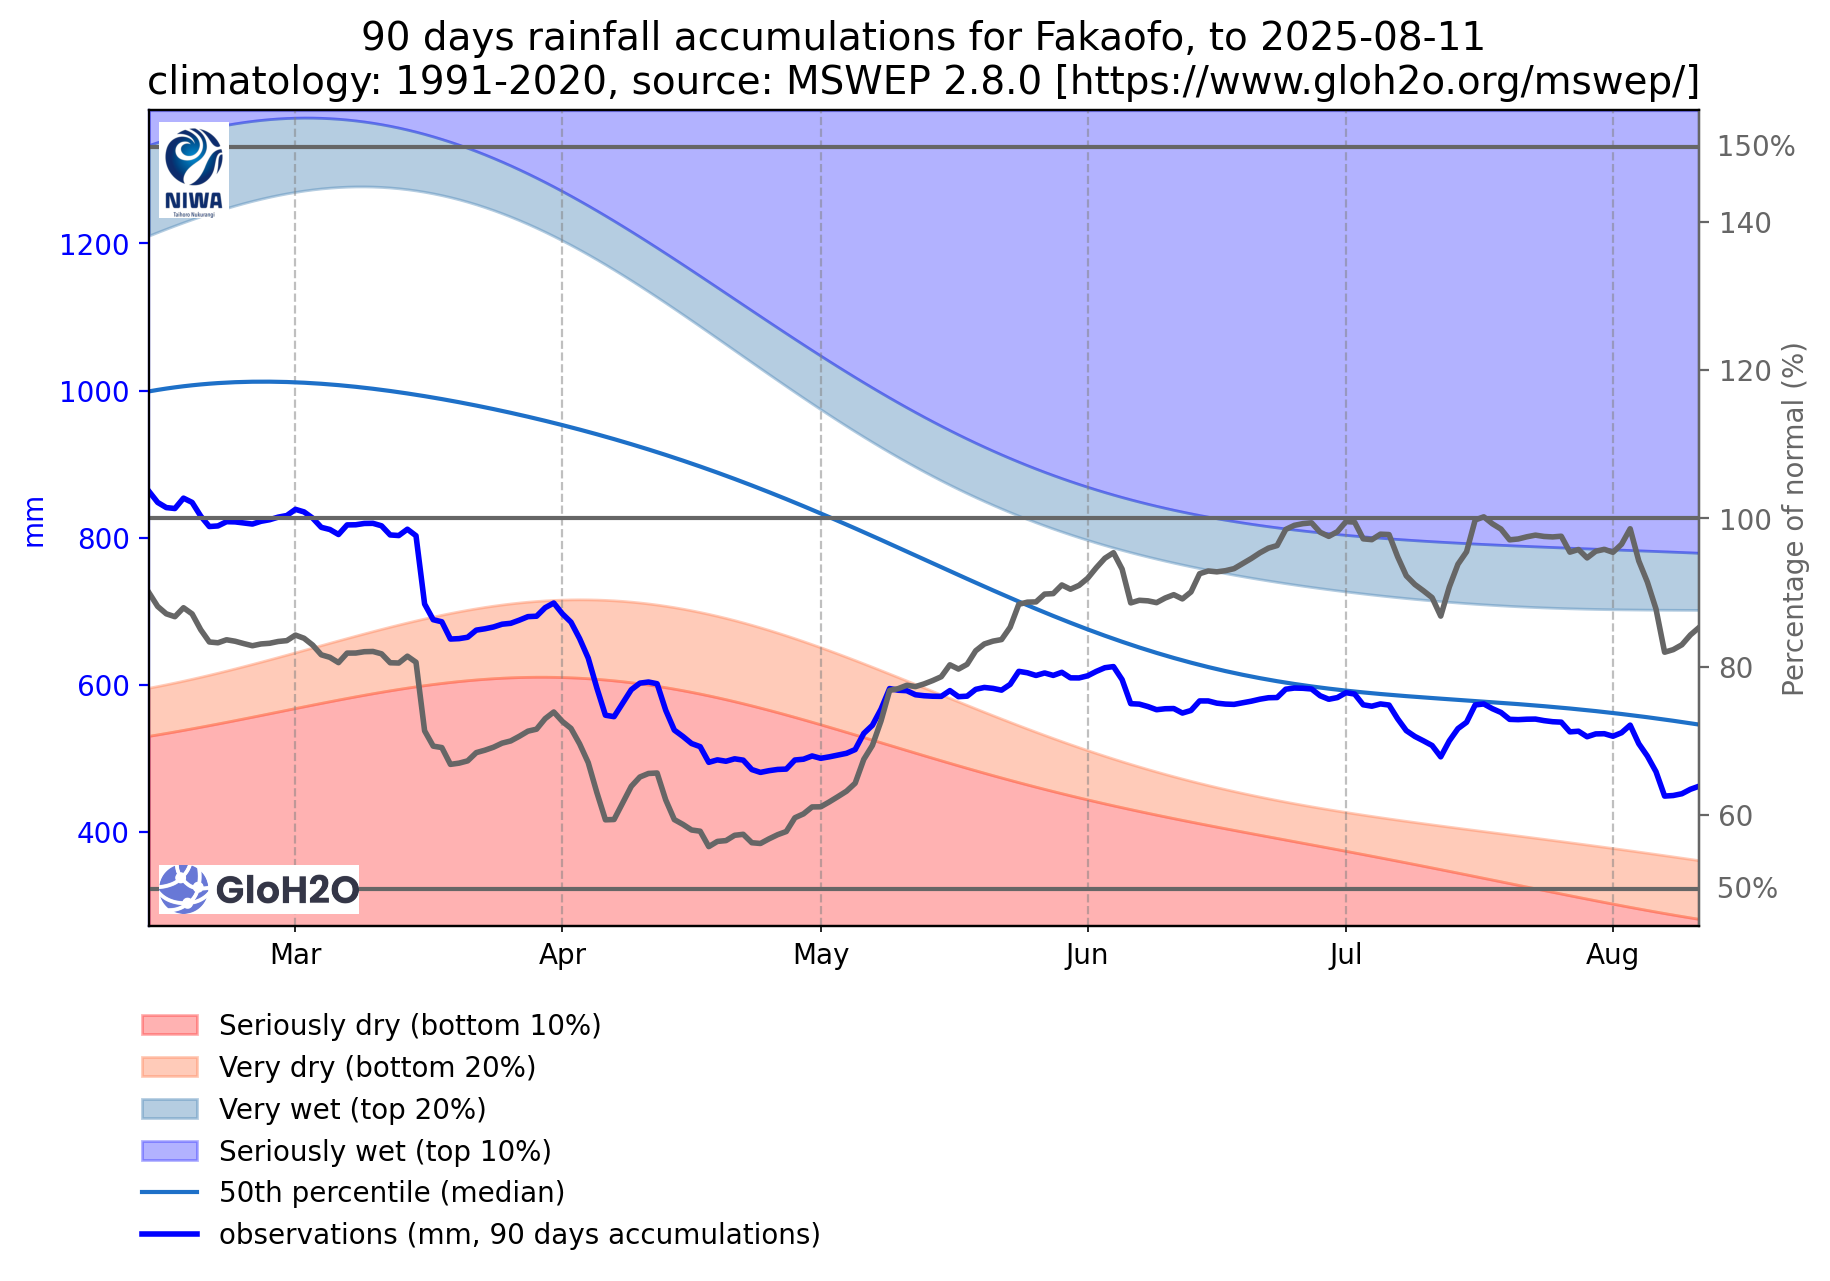 90 days rainfall accumulations for Fakaofo, to 2025-08-11
climatology: 1991-2020, source: MSWEP 2.8.0 [https://www.gloh2o.org/mswep/]
NIWA
Taihoro Nukurangi
1200
1000
800
600
400
mm
150%
140
120
100
80
60
50%
Percentage of normal (%)
GloH2O
Mar
Apr
May
Jun
Jul
Aug
Seriously dry (bottom 10%)
Very dry (bottom 20%)
Very wet (top 20%)
Seriously wet (top 10%)
50th percentile (median)
observations (mm, 90 days accumulations)